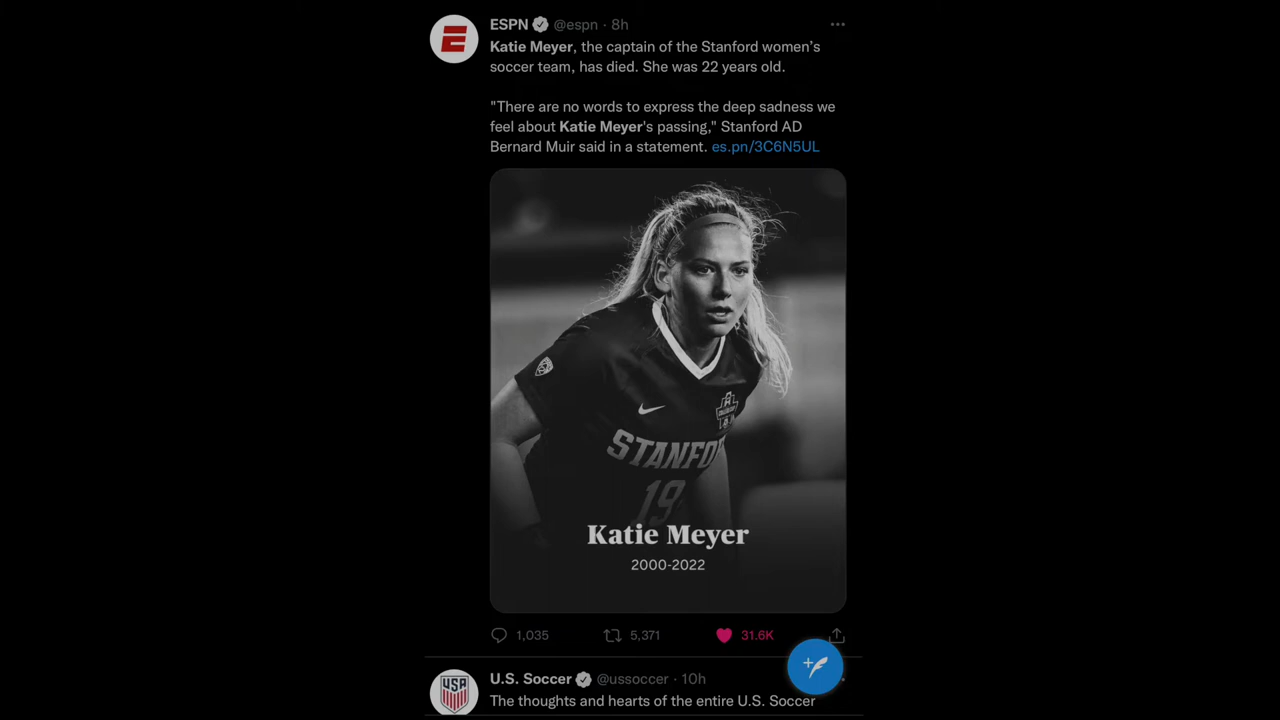 ESPN @espn · 8h
Katie Meyer, the captain of the Stanford women’s
soccer team, has died. She was 22 years old.
"There are no words to express the deep sadness we
feel about Katie Meyer's passing," Stanford AD
Bernard Muir said in a statement. es.pn/3C6N5UL
STANFO
19
Katie Meyer
2000-2022
1,035 5,371 31.6K
U.S. Soccer @ussoccer · 10h
USA
The thoughts and hearts of the entire U.S. Soccer